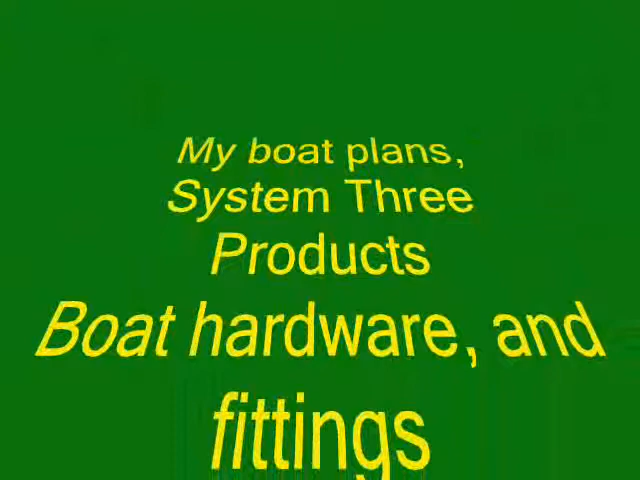 My boat plans,
System Three
Products
Boat hardware, and
fittings